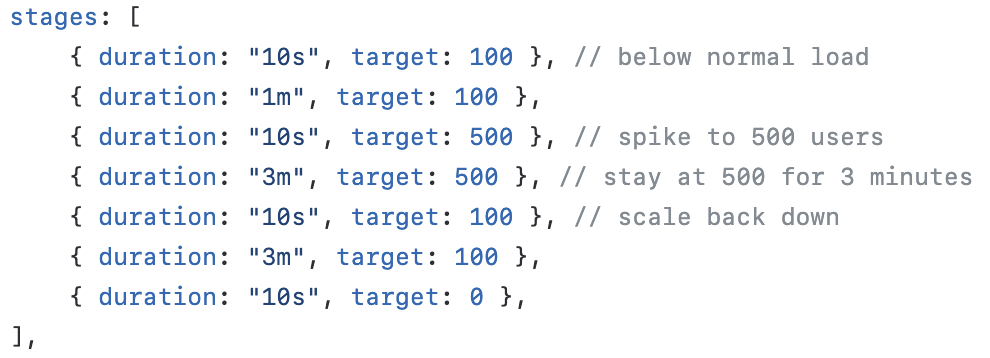 stages: [
    { duration: "10s", target: 100 }, // below normal load
    { duration: "1m", target: 100 },
    { duration: "10s", target: 500 }, // spike to 500 users
    { duration: "3m", target: 500 }, // stay at 500 for 3 minutes
    { duration: "10s", target: 100 }, // scale back down
    { duration: "3m", target: 100 },
    { duration: "10s", target: 0 },
],